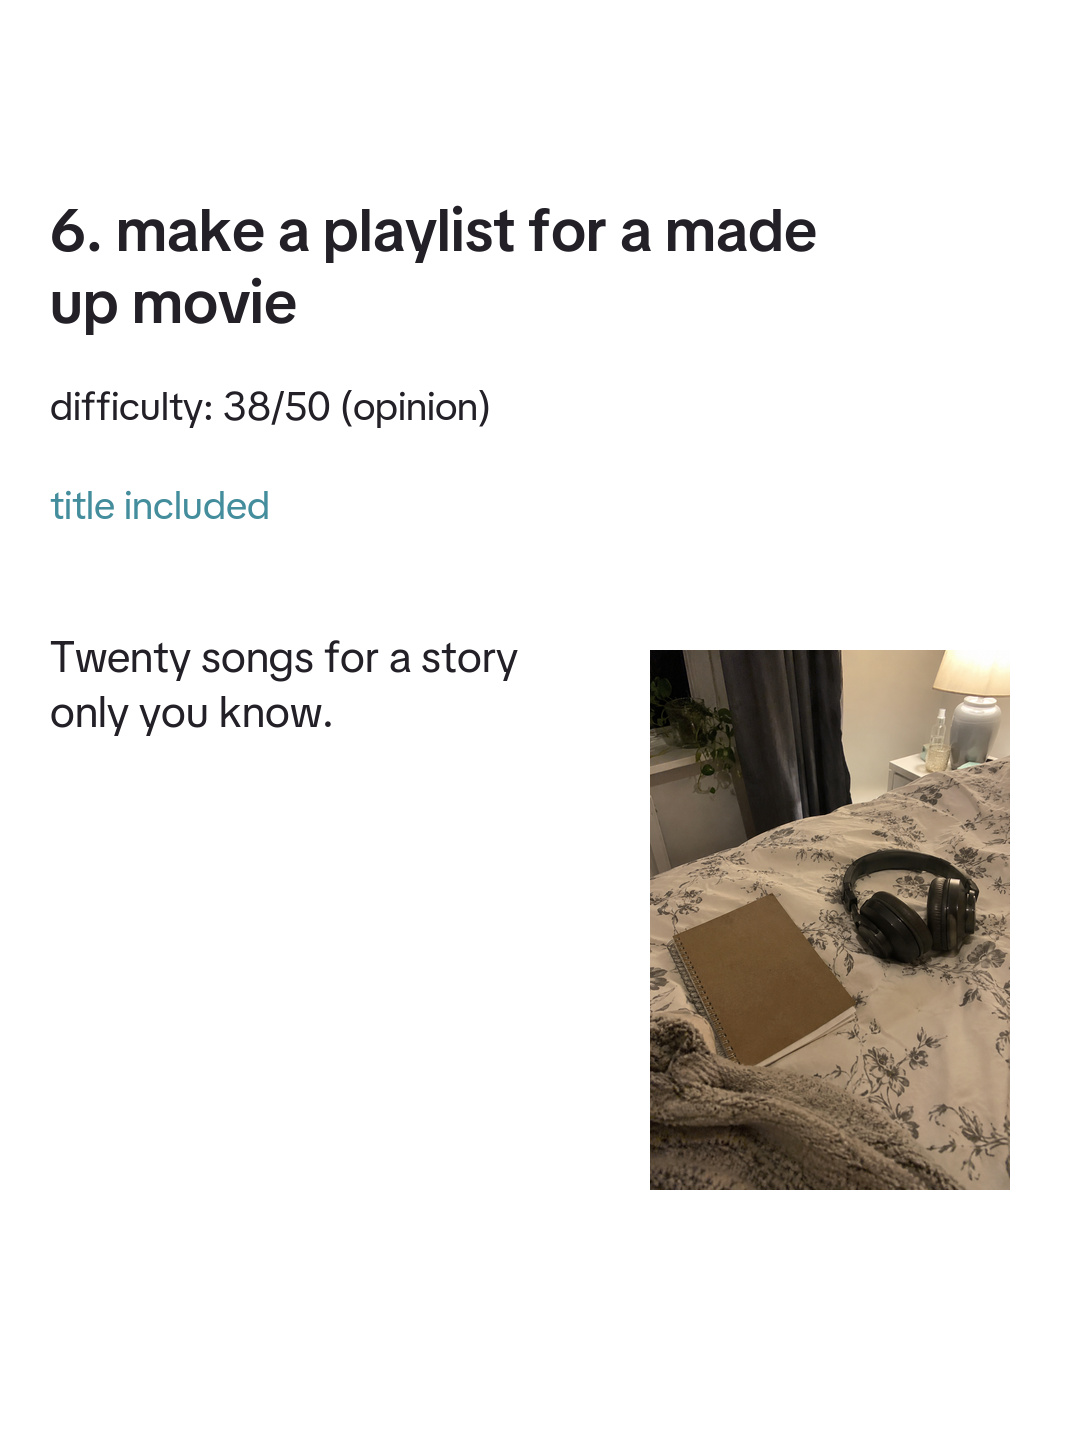 6. make a playlist for a made
up movie
difficulty: 38/50 (opinion)
title included
Twenty songs for a story
only you know.